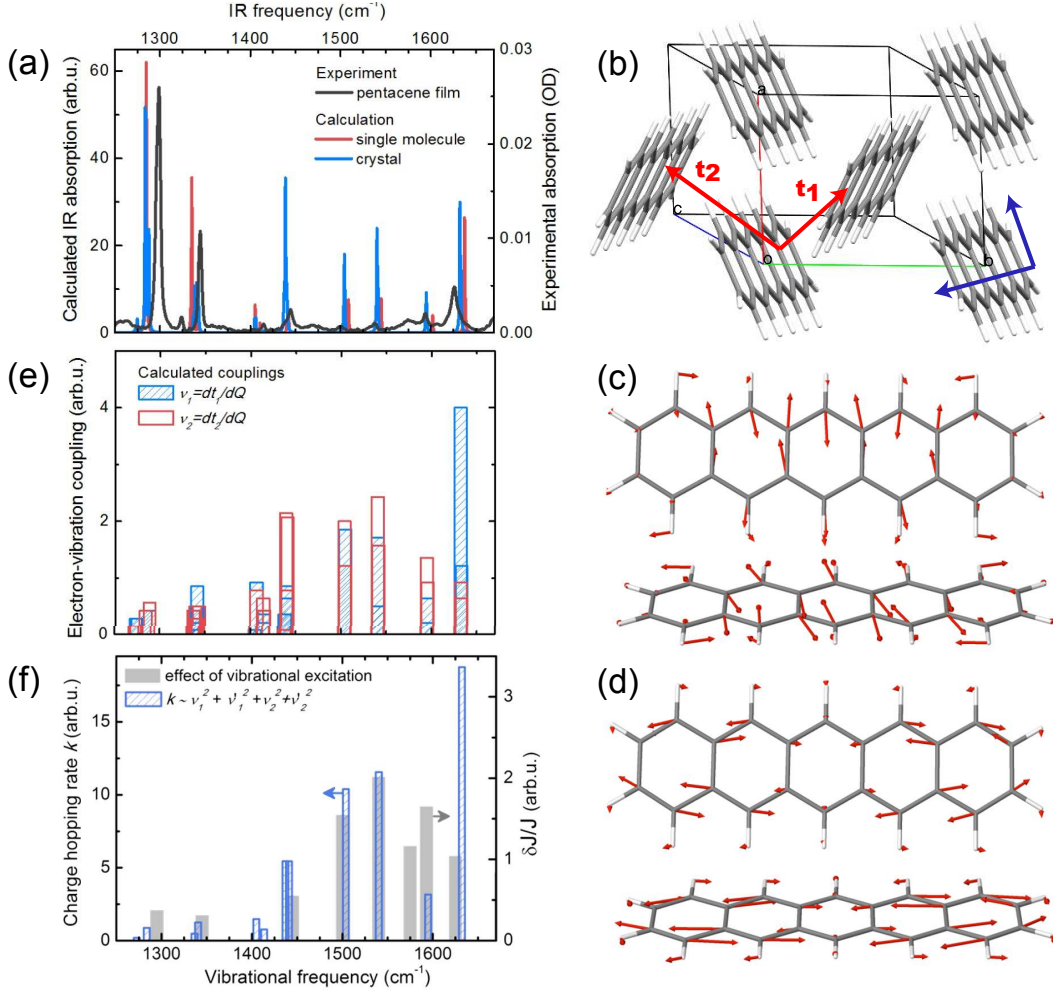 IR frequency (cm⁻¹)
1300 1400 1500 1600
(a)
Calculated IR absorption (arb.u.)
60
40
20
0
Experiment
pentacene film
Calculation
single molecule
crystal
0.03
0.02
0.01
0.00
Experimental absorption (OD)
(b)
a
t2
t1
c
o
b
(e)
Electron-vibration coupling (arb.u.)
4
2
0
Calculated couplings
ν₁=dt₁/dQ
ν₂=dt₂/dQ
(c)
(f)
Charge hopping rate k (arb.u.)
15
10
5
0
effect of vibrational excitation
k ~ ν₁² + ν'₁² + ν₂² + ν'₂²
3
2
1
0
δJ/J (arb.u.)
1300 1400 1500 1600
Vibrational frequency (cm⁻¹)
(d)